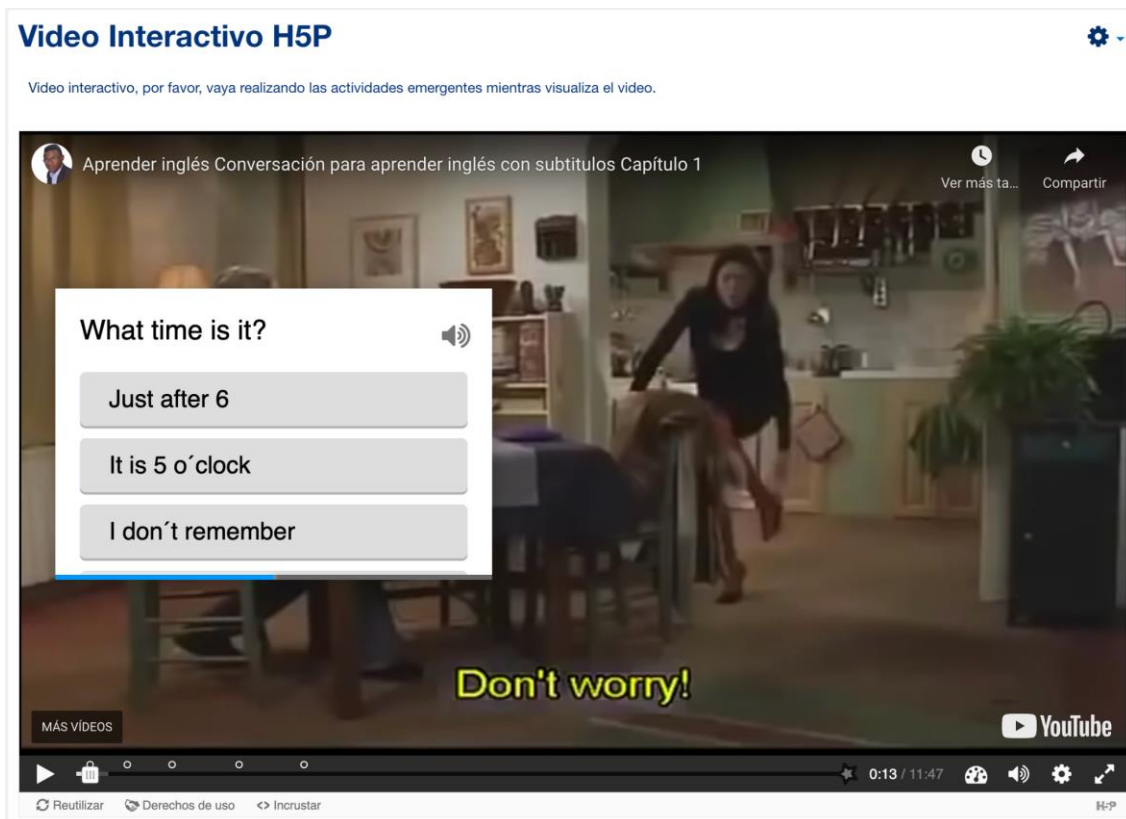 Video Interactivo H5P
Video interactivo, por favor, vaya realizando las actividades emergentes mientras visualiza el video.
Aprender inglés Conversación para aprender inglés con subtitulos Capítulo 1
Ver más ta...
Compartir
What time is it?
Just after 6
It is 5 o´clock
I don´t remember
Don't worry!
MÁS VÍDEOS
YouTube
0:13 / 11:47
Reutilizar
Derechos de uso
<> Incrustar
H5P